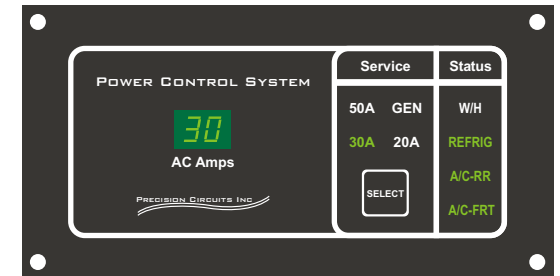 POWER CONTROL SYSTEM
30
AC Amps
PRECISION CIRCUITS INC
Service
50A GEN
30A 20A
SELECT
Status
W/H
REFRIG
A/C-RR
A/C-FRT